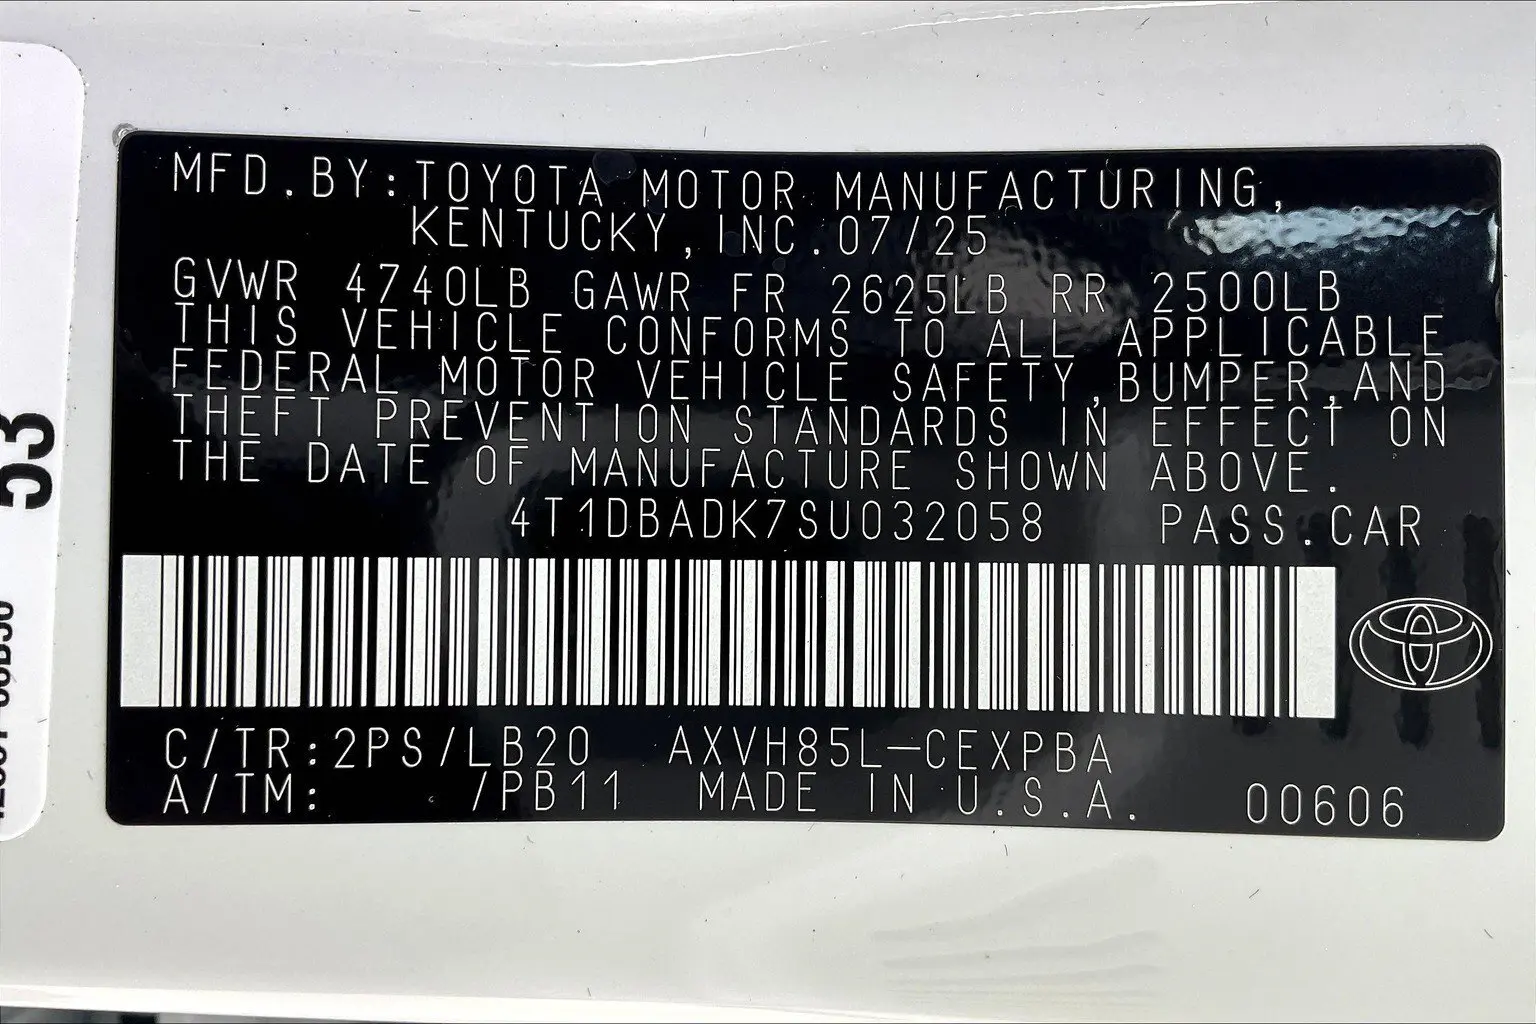 MFD.BY:TOYOTA MOTOR MANUFACTURING,
KENTUCKY,INC.07/25
GVWR 4740LB GAWR FR 2625LB RR 2500LB
THIS VEHICLE CONFORMS TO ALL APPLICABLE
FEDERAL MOTOR VEHICLE SAFETY,BUMPER,AND
THEFT PREVENTION STANDARDS IN EFFECT ON
THE DATE OF MANUFACTURE SHOWN ABOVE.
4T1DBADK7SU032058 PASS.CAR
C/TR:2PS/LB20 AXVH85L-CEXPBA
A/TM: /PB11 MADE IN U.S.A. 00606
53